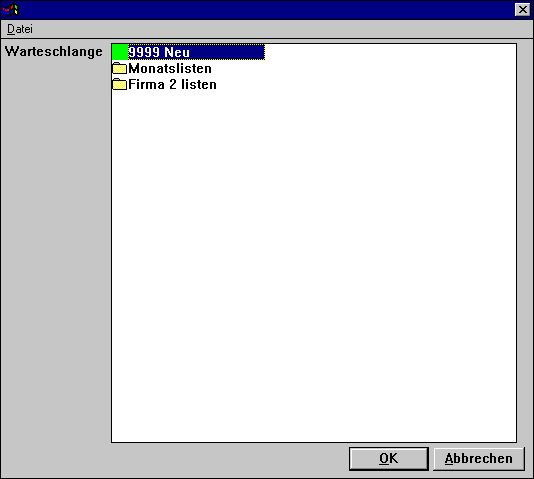 Datei
Warteschlange
9999 Neu
Monatslisten
Firma 2 listen
OK
Abbrechen